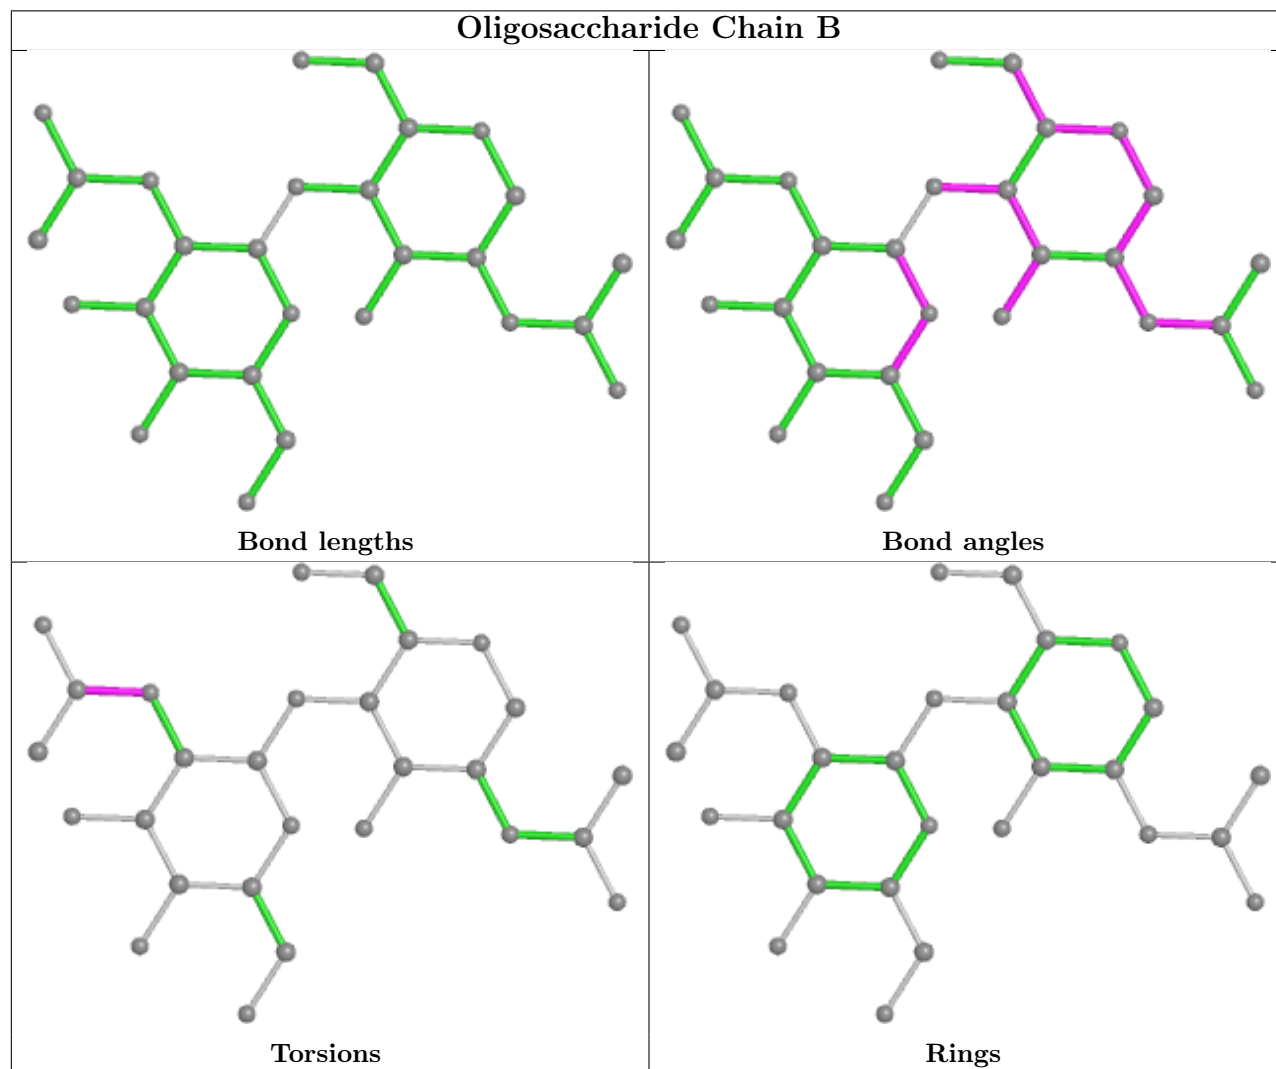 Oligosaccharide Chain B
Bond lengths
Bond angles
Torsions
Rings